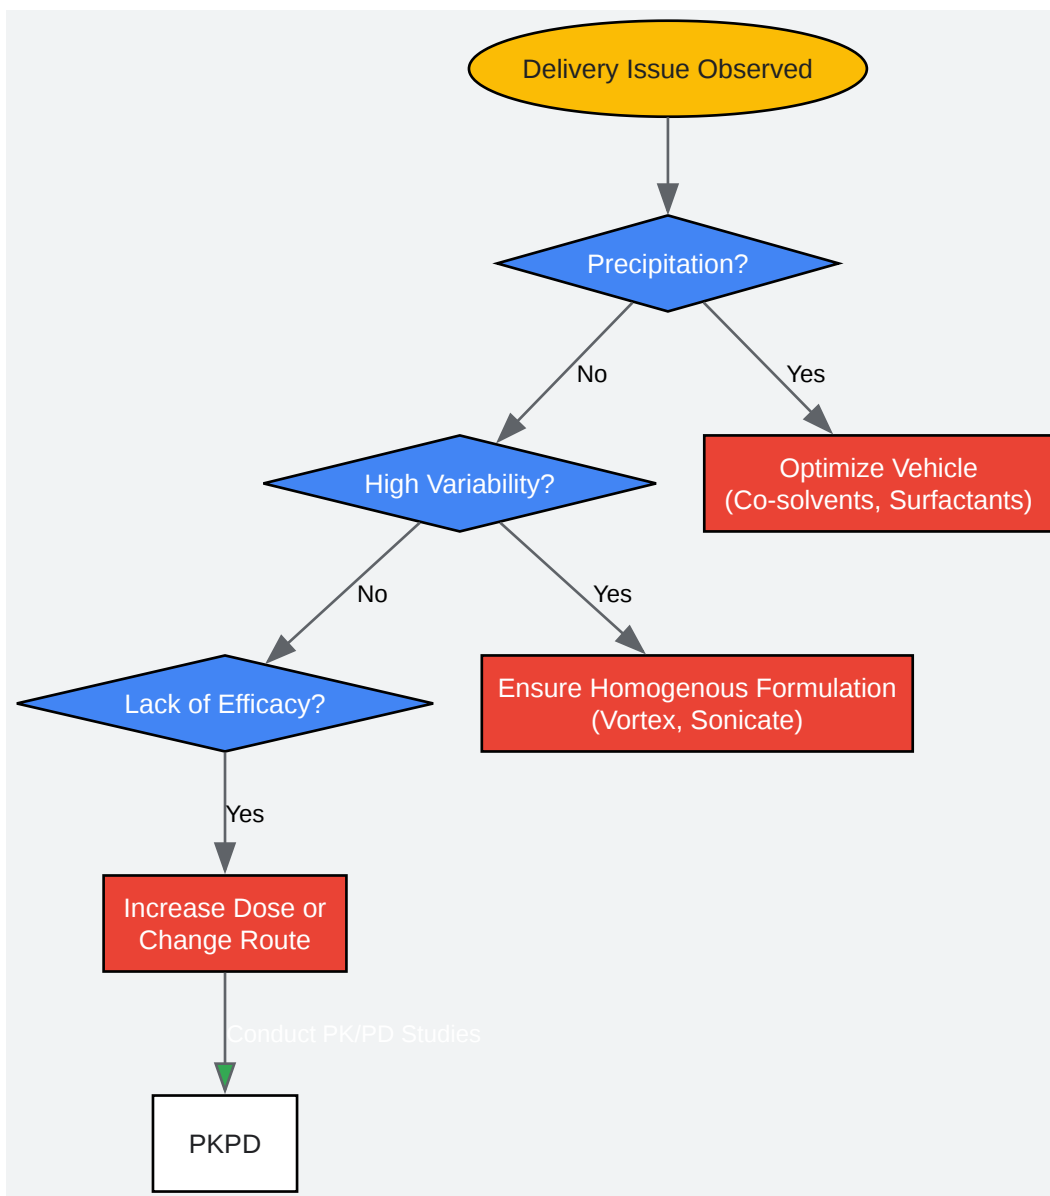 Delivery Issue Observed
Precipitation?
No
Yes
High Variability?
Optimize Vehicle
(Co-solvents, Surfactants)
No
Yes
Lack of Efficacy?
Ensure Homogenous Formulation
(Vortex, Sonicate)
Yes
Increase Dose or
Change Route
Conduct PK/PD Studies
PKPD